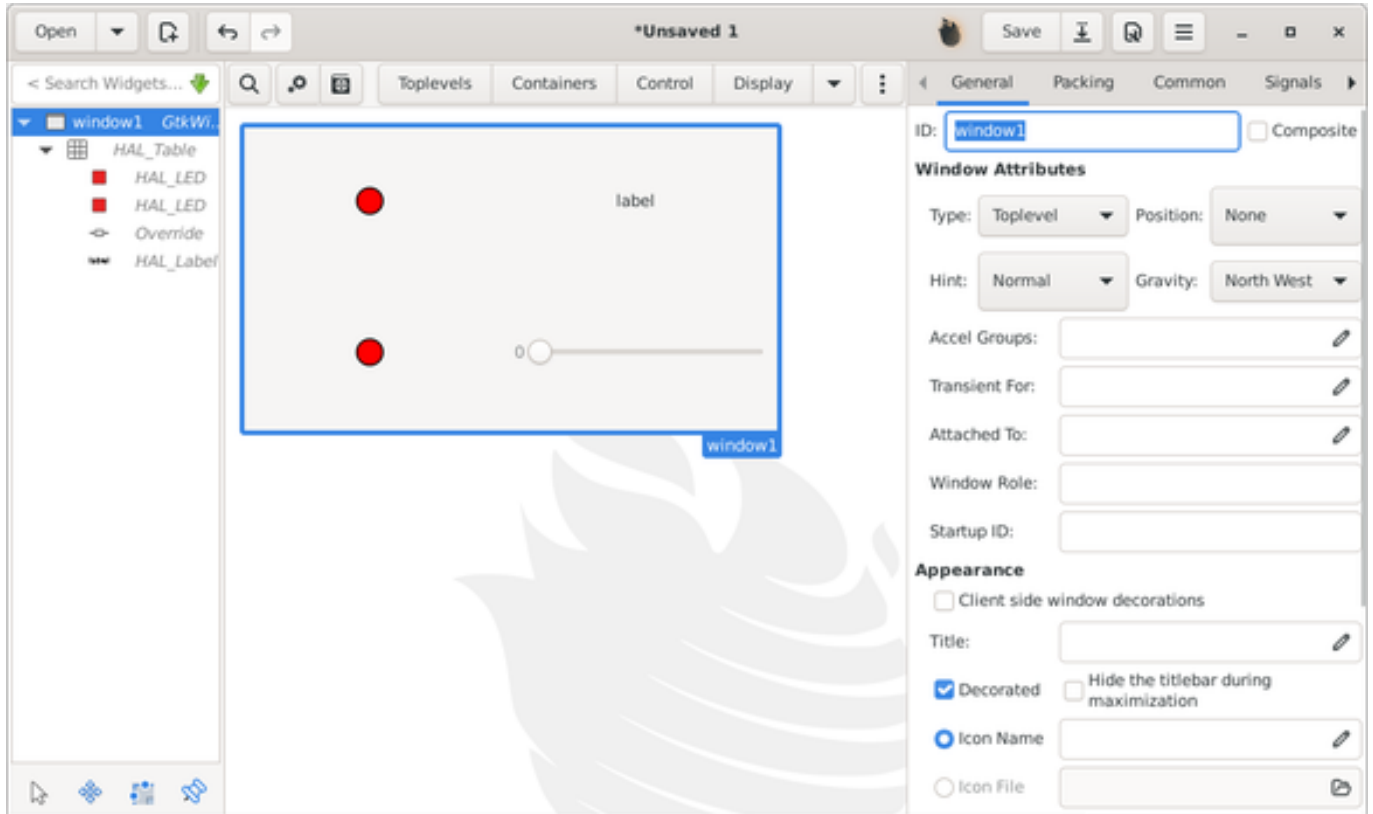 Open
*Unsaved 1
Save
< Search Widgets...
Toplevels Containers Control Display
General Packing Common Signals
window1 GtkWi..
HAL_Table
HAL_LED
HAL_LED
Override
HAL_Label
label
0
window1
ID: window1 Composite
Window Attributes
Type: Toplevel Position: None
Hint: Normal Gravity: North West
Accel Groups:
Transient For:
Attached To:
Window Role:
Startup ID:
Appearance
Client side window decorations
Title:
Decorated Hide the titlebar during
maximization
Icon Name
Icon File